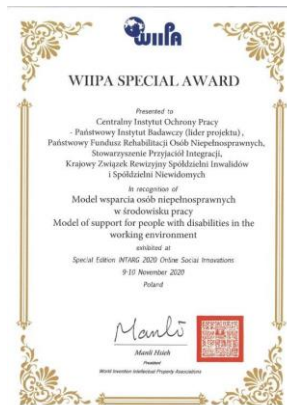 WIIPA
WIIPA SPECIAL AWARD
Presented to
Centralny Instytut Ochrony Pracy
- Państwowy Instytut Badawczy (lider projektu),
Państwowy Fundusz Rehabilitacji Osób Niepełnosprawnych,
Stowarzyszenie Przyjaciół Integracji,
Krajowy Związek Rewizyjny Spółdzielni Inwalidów
i Spółdzielni Niewidomych
In recognition of
Model wsparcia osób niepełnosprawnych
w środowisku pracy
Model of support for people with disabilities in the
working environment
exhibited at
Special Edition INTARG 2020 Online Social Innovations
9-10 November 2020
Poland
Manli Hsieh
President
World Invention Intellectual Property Associations